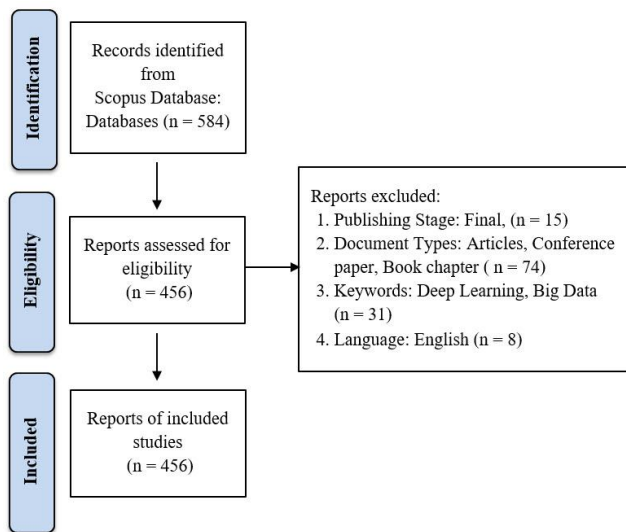 Identification
Records identified
from
Scopus Database:
Databases (n = 584)
Eligibility
Reports assessed for
eligibility
(n = 456)
Reports excluded:
1. Publishing Stage: Final, (n = 15)
2. Document Types: Articles, Conference
paper, Book chapter ( n = 74)
3. Keywords: Deep Learning, Big Data
(n = 31)
4. Language: English (n = 8)
Included
Reports of included
studies
(n = 456)